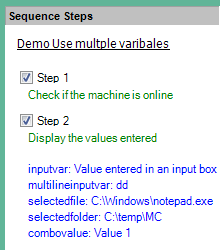 Sequence Steps
Demo Use multple varibales
Step 1
Check if the machine is online
Step 2
Display the values entered
inputvar: Value entered in an input box
multilineinputvar: dd
selectedfile: C:\Windows\notepad.exe
selectedfolder: C:\temp\MC
combovalue: Value 1